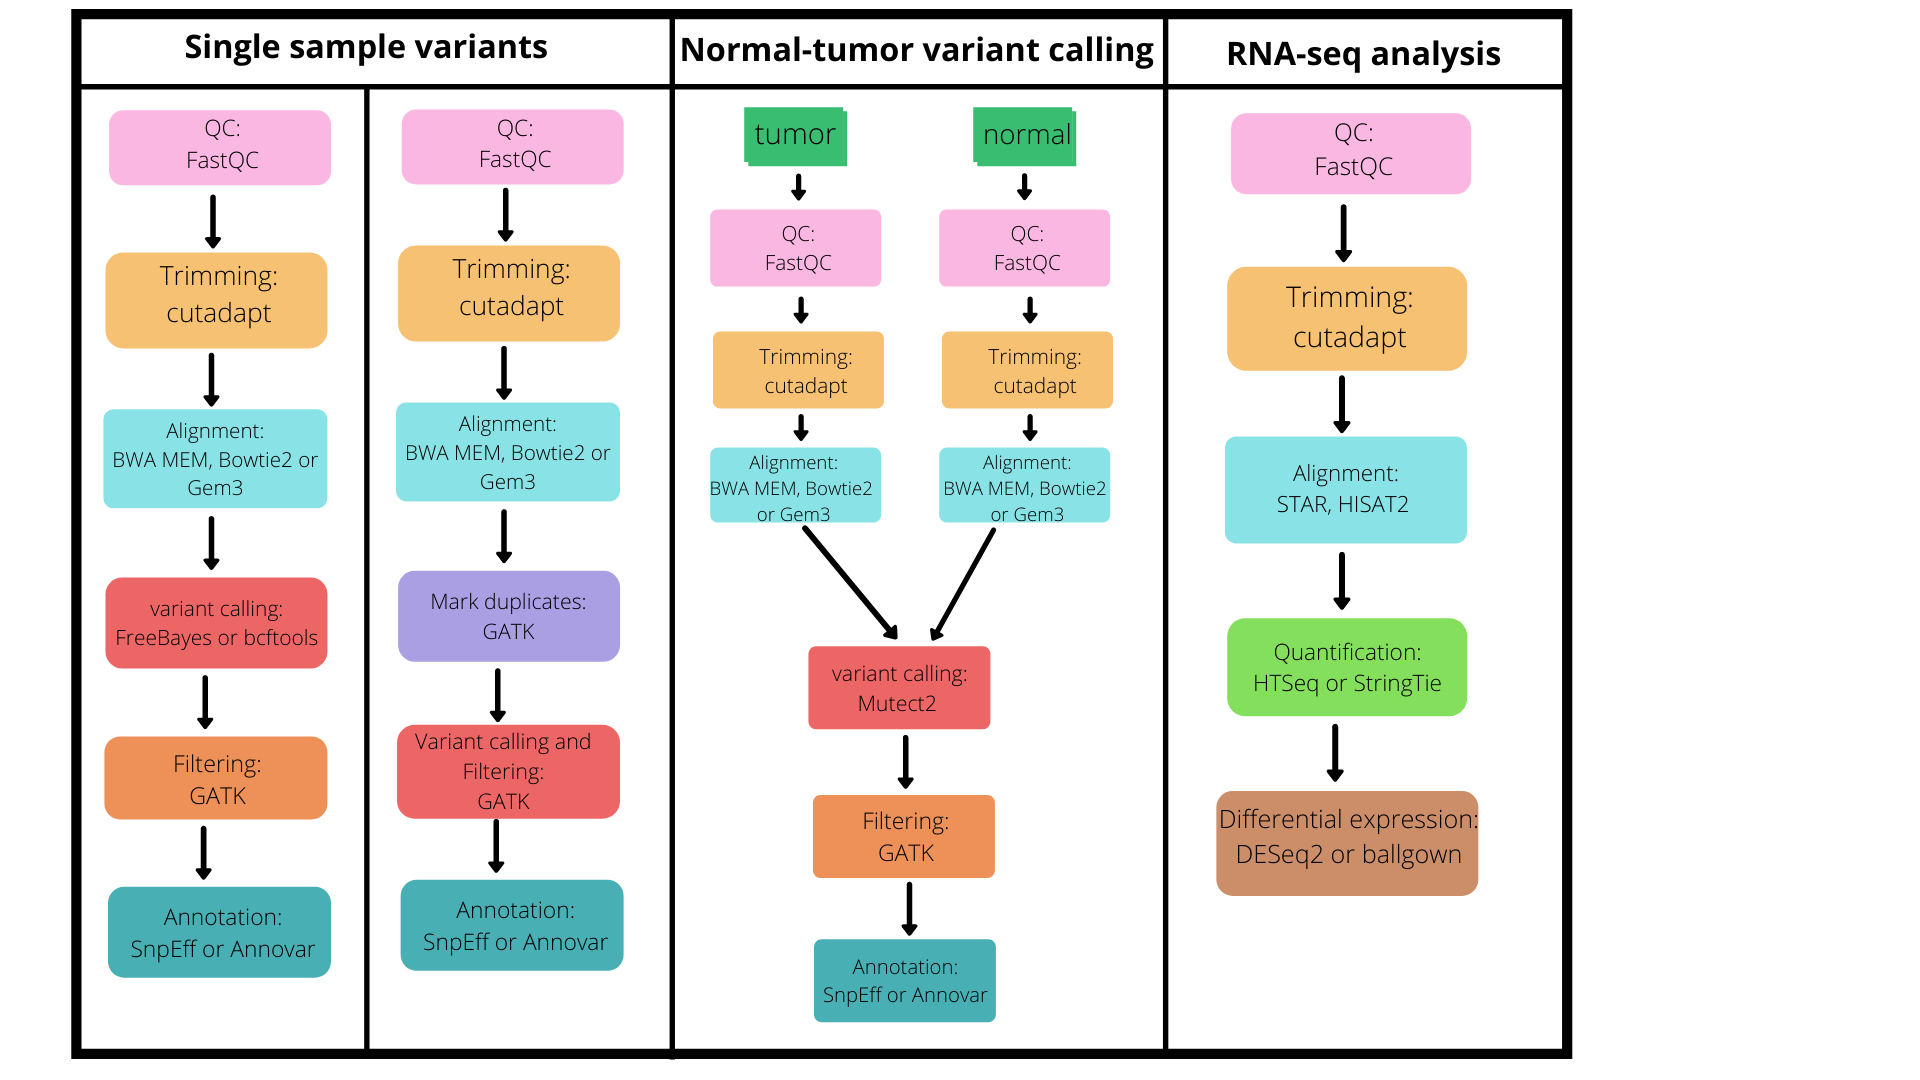 Single sample variants
Normal-tumor variant calling
RNA-seq analysis
QC:
FastQC
Trimming:
cutadapt
Alignment:
BWA MEM, Bowtie2 or
Gem3
variant calling:
FreeBayes or bcftools
Filtering:
GATK
Annotation:
SnpEff or Annovar
QC:
FastQC
Trimming:
cutadapt
Alignment:
BWA MEM, Bowtie2 or
Gem3
Mark duplicates:
GATK
Variant calling and
Filtering:
GATK
Annotation:
SnpEff or Annovar
tumor
QC:
FastQC
Trimming:
cutadapt
Alignment:
BWA MEM, Bowtie2
or Gem3
normal
QC:
FastQC
Trimming:
cutadapt
Alignment:
BWA MEM, Bowtie2
or Gem3
variant calling:
Mutect2
Filtering:
GATK
Annotation:
SnpEff or Annovar
QC:
FastQC
Trimming:
cutadapt
Alignment:
STAR, HISAT2
Quantification:
HTSeq or StringTie
Differential expression:
DESeq2 or ballgown